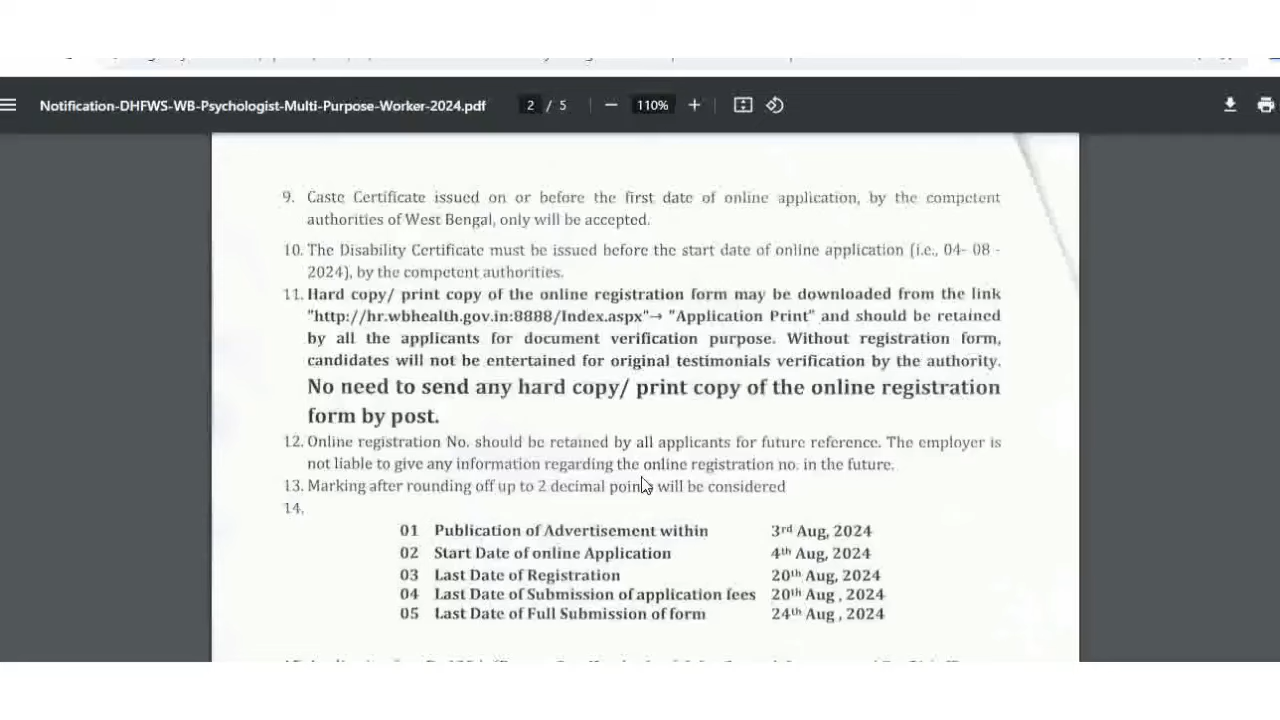 Notification-DHFWS-WB-Psychologist-Multi-Purpose-Worker-2024.pdf 2 / 5 110%
9. Caste Certificate issued on or before the first date of online application, by the competent
authorities of West Bengal, only will be accepted.
10. The Disability Certificate must be issued before the start date of online application (i.e., 04- 08 -
2024), by the competent authorities.
11. Hard copy/ print copy of the online registration form may be downloaded from the link
"http://hr.wbhealth.gov.in:8888/Index.aspx"→ "Application Print" and should be retained
by all the applicants for document verification purpose. Without registration form,
candidates will not be entertained for original testimonials verification by the authority.
No need to send any hard copy/ print copy of the online registration
form by post.
12. Online registration No. should be retained by all applicants for future reference. The employer is
not liable to give any information regarding the online registration no. in the future.
13. Marking after rounding off up to 2 decimal points will be considered
14.
01 Publication of Advertisement within 3rd Aug, 2024
02 Start Date of online Application 4th Aug, 2024
03 Last Date of Registration 20th Aug, 2024
04 Last Date of Submission of application fees 20th Aug , 2024
05 Last Date of Full Submission of form 24th Aug , 2024